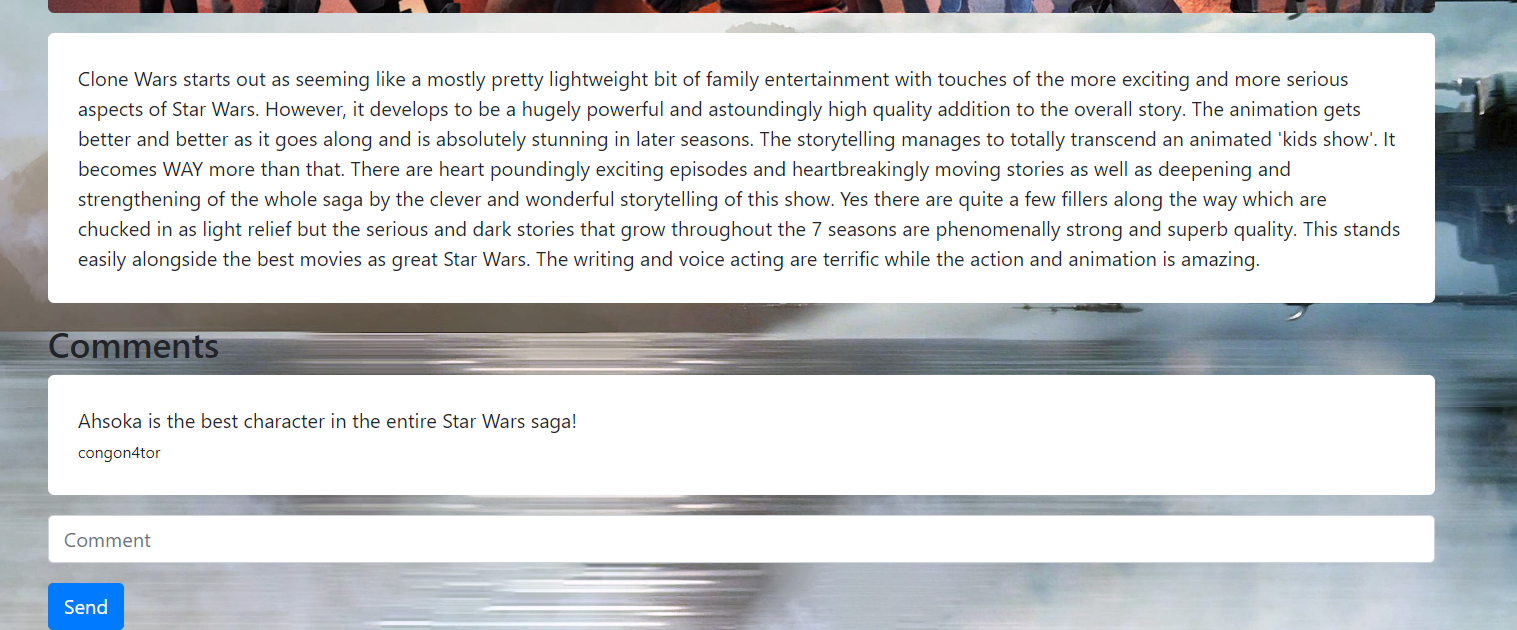 Clone Wars starts out as seeming like a mostly pretty lightweight bit of family entertainment with touches of the more exciting and more serious
aspects of Star Wars. However, it develops to be a hugely powerful and astoundingly high quality addition to the overall story. The animation gets
better and better as it goes along and is absolutely stunning in later seasons. The storytelling manages to totally transcend an animated 'kids show'. It
becomes WAY more than that. There are heart poundingly exciting episodes and heartbreakingly moving stories as well as deepening and
strengthening of the whole saga by the clever and wonderful storytelling of this show. Yes there are quite a few fillers along the way which are
chucked in as light relief but the serious and dark stories that grow throughout the 7 seasons are phenomenally strong and superb quality. This stands
easily alongside the best movies as great Star Wars. The writing and voice acting are terrific while the action and animation is amazing.
Comments
Ahsoka is the best character in the entire Star Wars saga!
congon4tor
Comment
Send